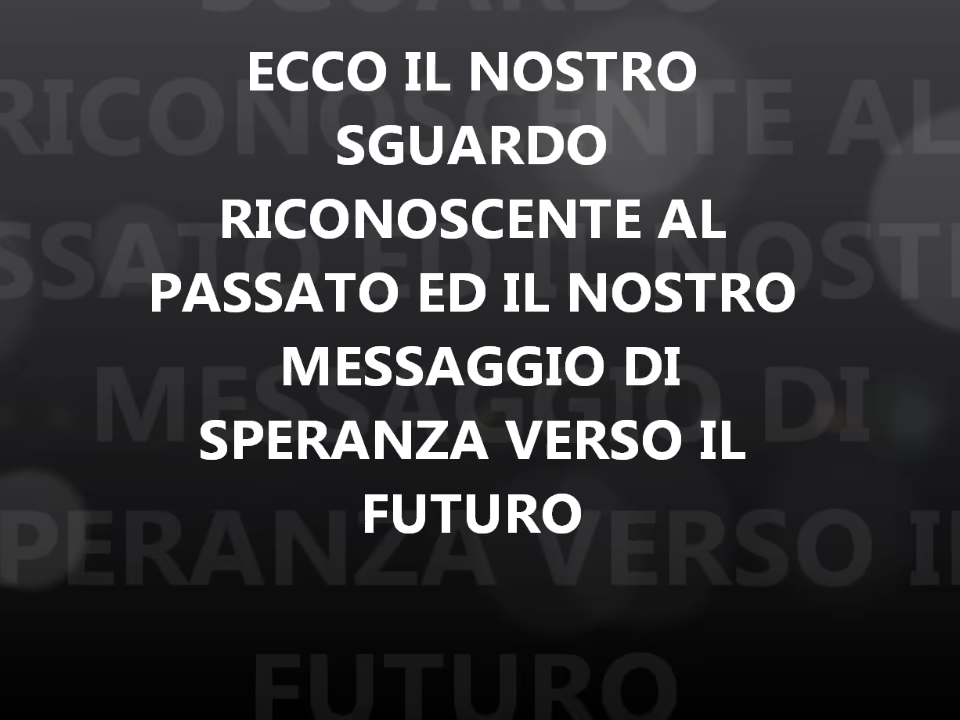 ECCO IL NOSTRO
SGUARDO
RICONOSCENTE AL
PASSATO ED IL NOSTRO
MESSAGGIO DI
SPERANZA VERSO IL
FUTURO